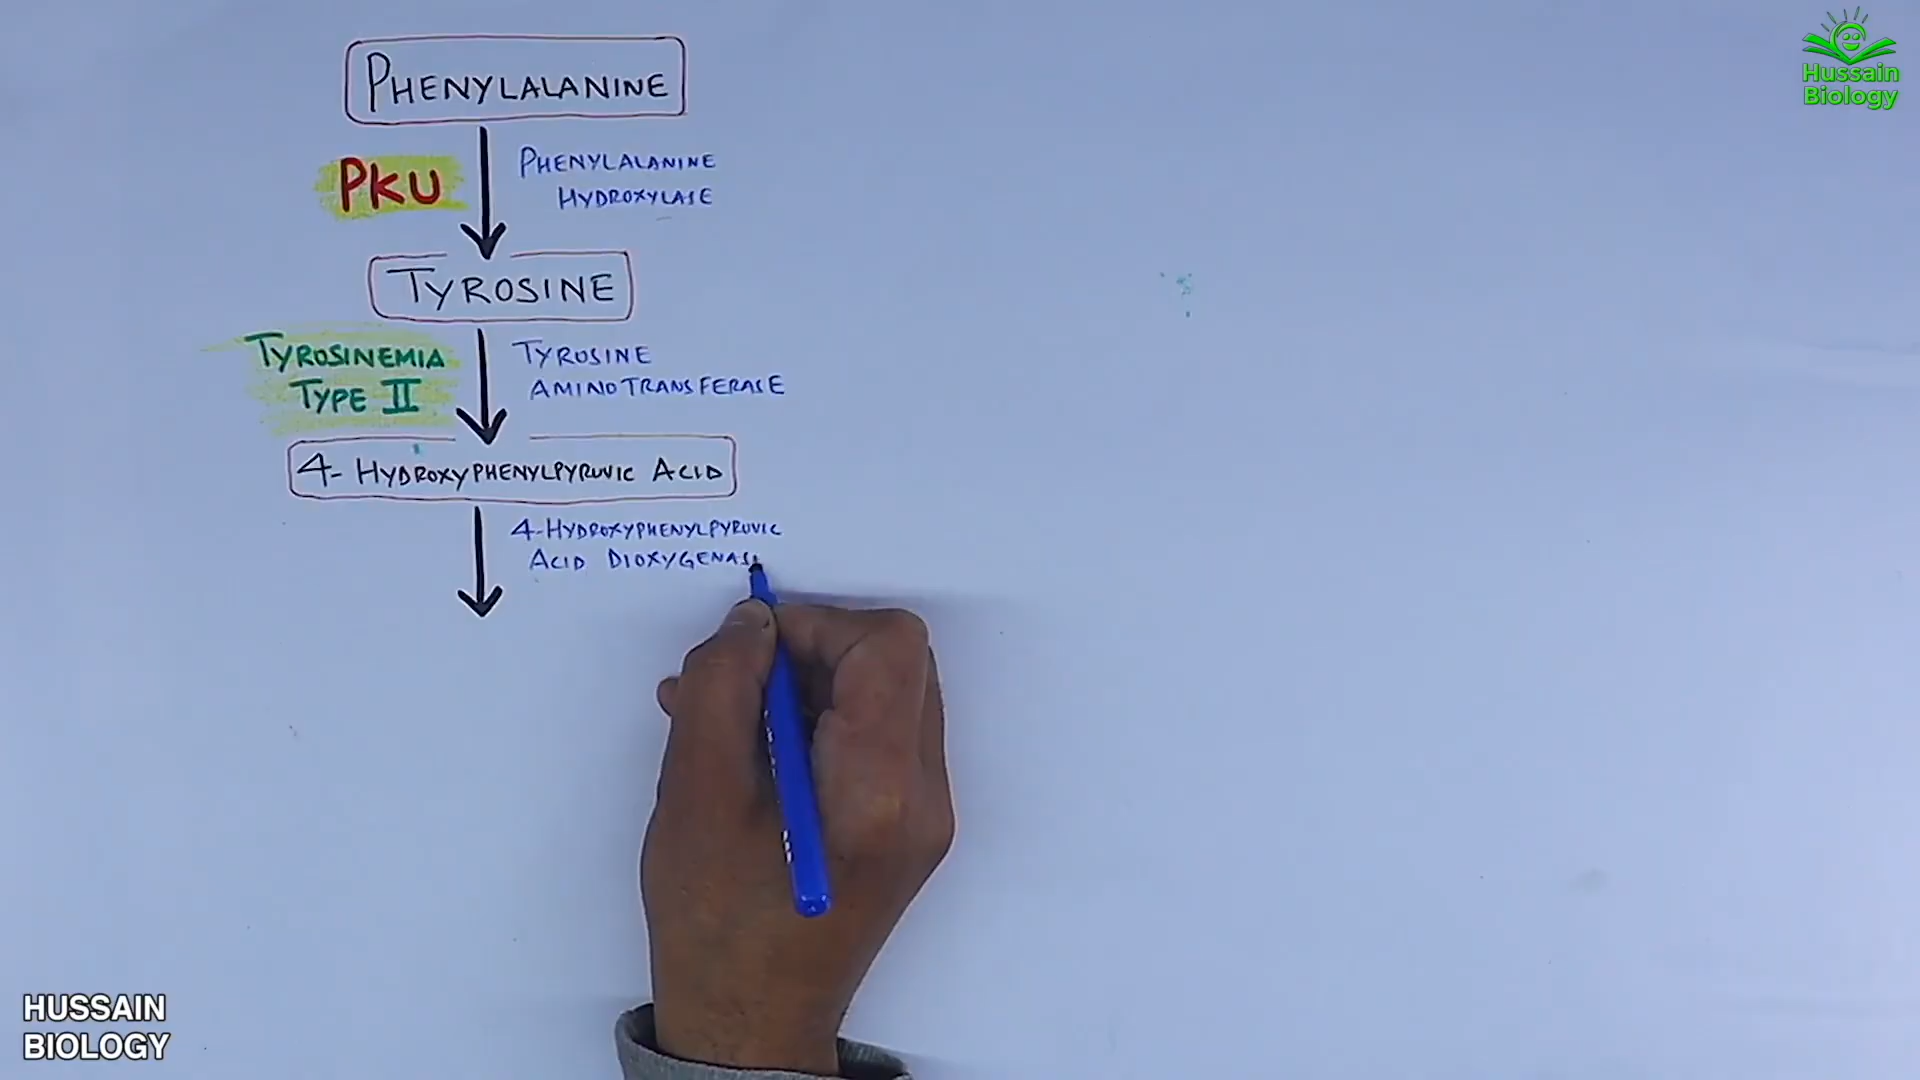 PHENYLALANINE
PKU
PHENYLALANINE
HYDROXYLASE
TYROSINE
TYROSINEMIA
TYPE II
TYROSINE
AMINOTRANSFERASE
4-HYDROXYPHENYLPYRUVIC ACID
4-HYDROXYPHENYLPYRUVIC
ACID DIOXYGENAS
Hussain
Biology
HUSSAIN
BIOLOGY